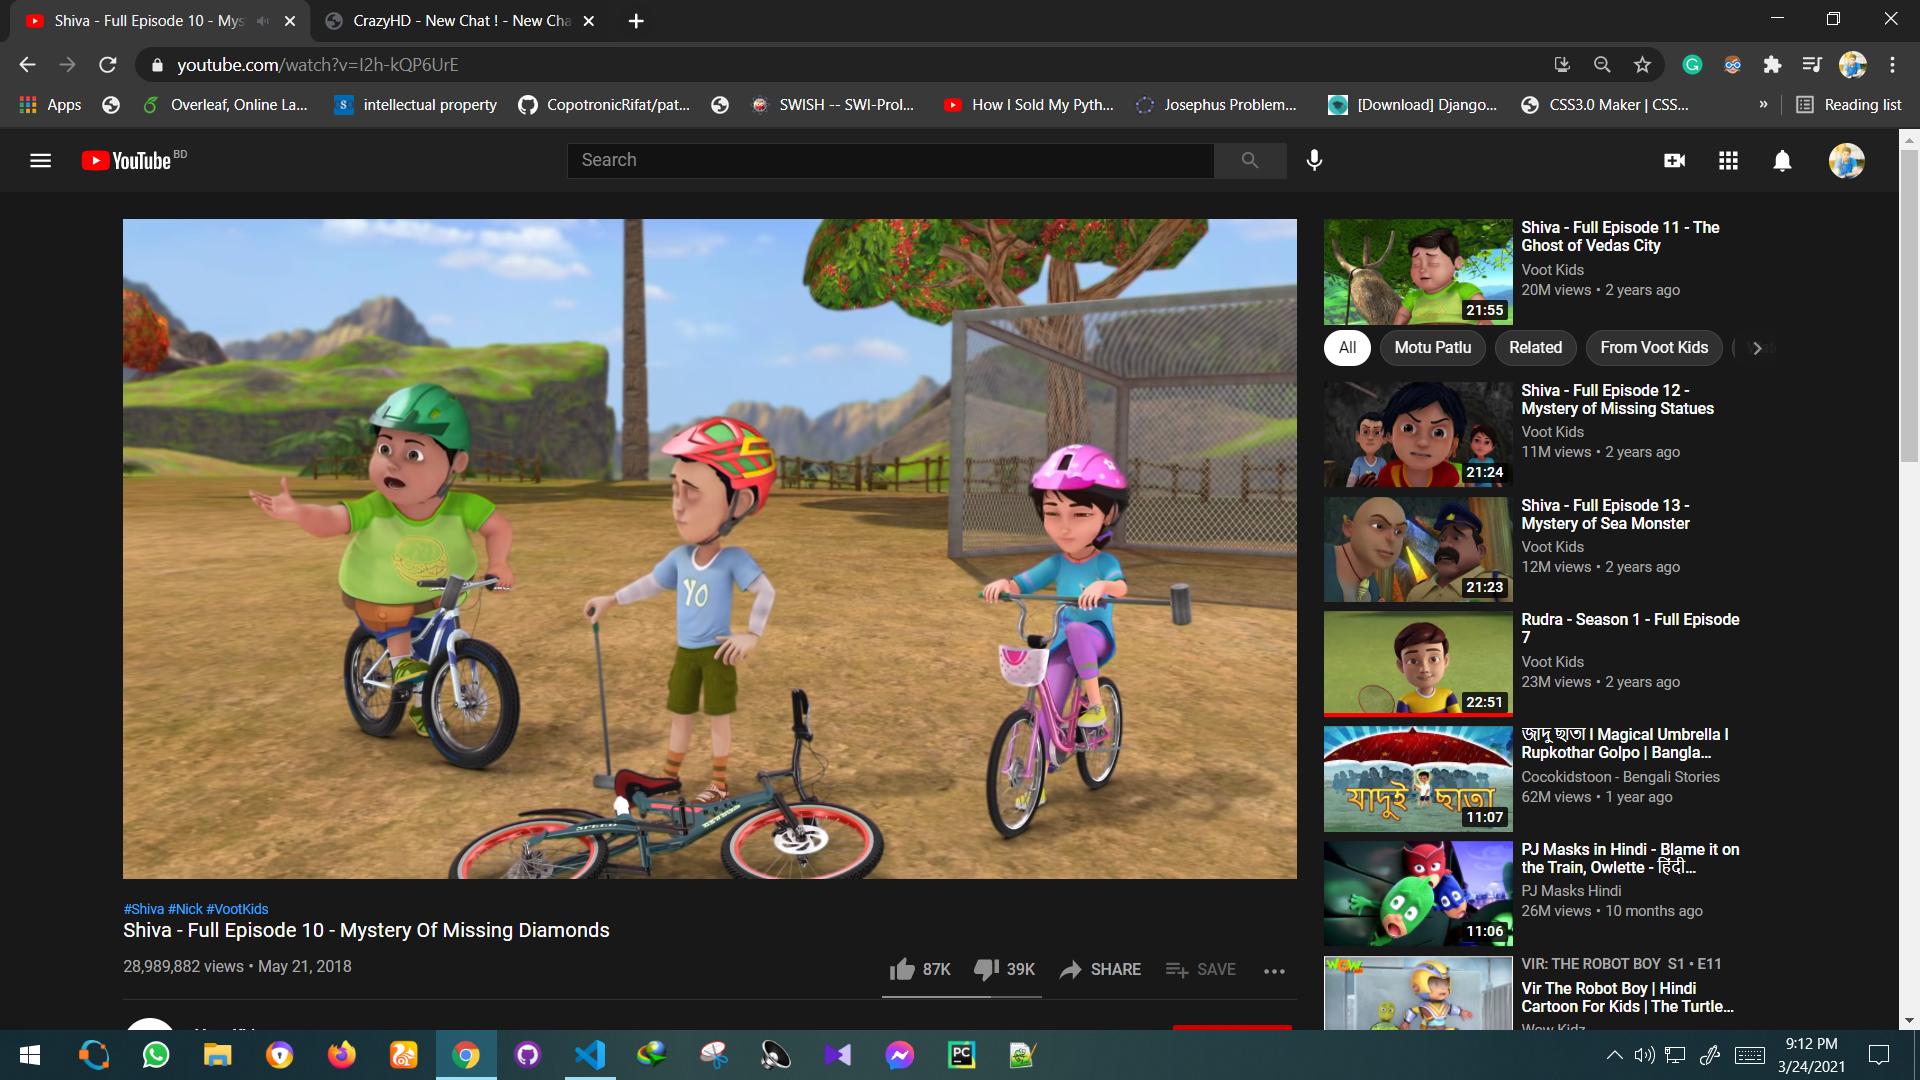 Shiva - Full Episode 10 - Mys
CrazyHD - New Chat ! - New Cha
youtube.com/watch?v=I2h-kQP6UrE
Apps
Overleaf, Online La...
intellectual property
CopotronicRifat/pat...
SWISH -- SWI-Prol...
How I Sold My Pyth...
Josephus Problem...
[Download] Django...
CSS3.0 Maker | CSS...
»
Reading list
YouTube BD
Search
YO
SPEED
Shiva - Full Episode 11 - The
Ghost of Vedas City
Voot Kids
20M views • 2 years ago
21:55
All
Motu Patlu
Related
From Voot Kids
Shiva - Full Episode 12 -
Mystery of Missing Statues
Voot Kids
11M views • 2 years ago
21:24
Shiva - Full Episode 13 -
Mystery of Sea Monster
Voot Kids
12M views • 2 years ago
21:23
Rudra - Season 1 - Full Episode
7
Voot Kids
23M views • 2 years ago
22:51
জাদু ছাতা l Magical Umbrella l
Rupkothar Golpo | Bangla...
Cocokidstoon - Bengali Stories
62M views • 1 year ago
যাদুই ছাতা
11:07
PJ Masks in Hindi - Blame it on
the Train, Owlette - हिंदी...
PJ Masks Hindi
26M views • 10 months ago
11:06
WOW
VIR: THE ROBOT BOY S1 • E11
Vir The Robot Boy | Hindi
Cartoon For Kids | The Turtle...
Wow Kidz
#Shiva #Nick #VootKids
Shiva - Full Episode 10 - Mystery Of Missing Diamonds
28,989,882 views • May 21, 2018
87K
39K
SHARE
SAVE
PC
9:12 PM
3/24/2021